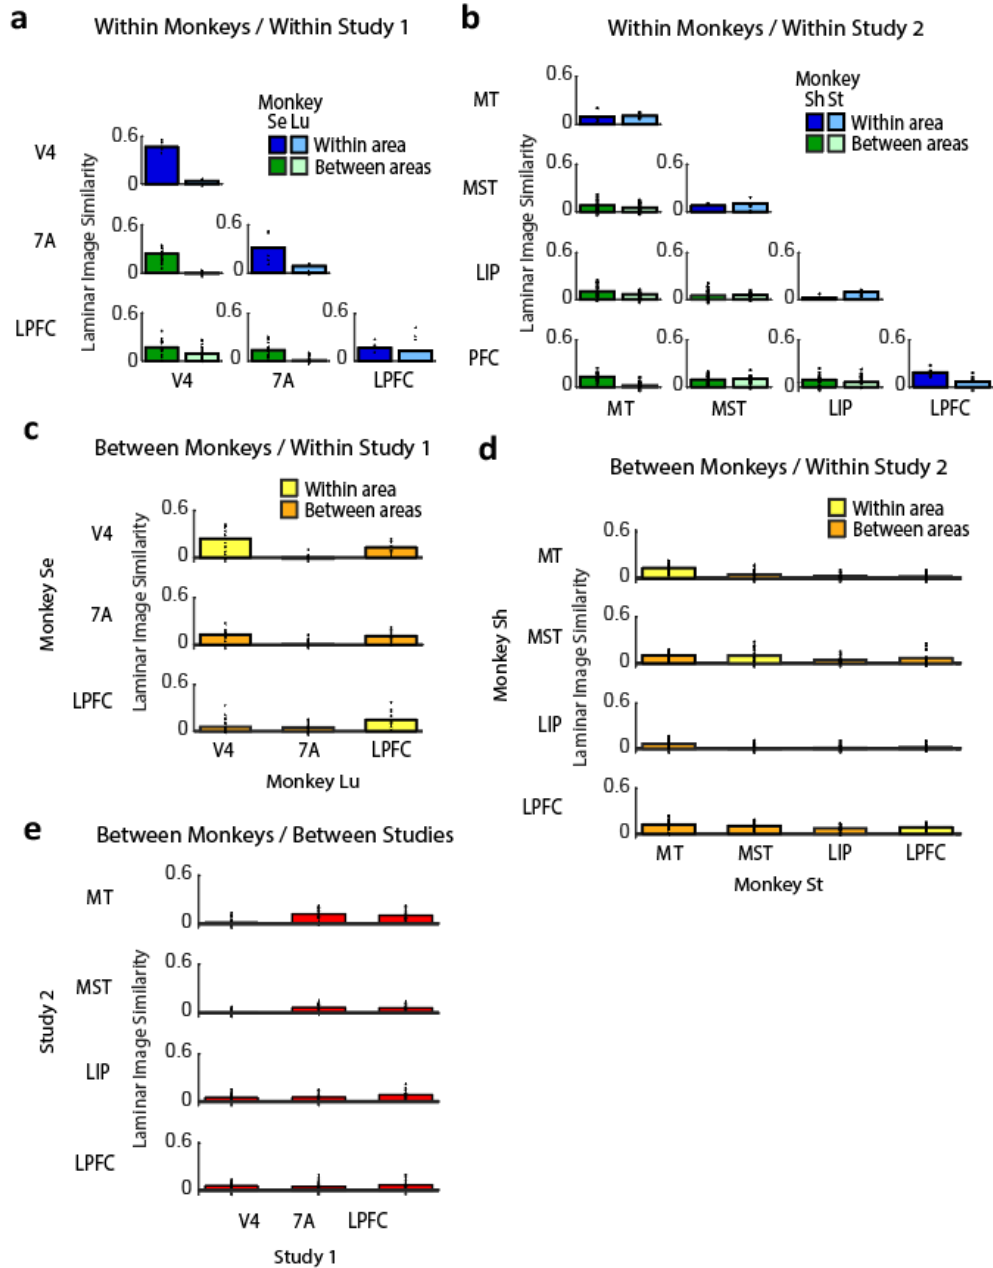 a
Within Monkeys / Within Study 1
Monkey
Se Lu
Within area
Between areas
Laminar Image Similarity
V4
0.6
0
7A
0.6
0
0.6
0
LPFC
0.6
0
0.6
0
0.6
0
V4
7A
LPFC
b
Within Monkeys / Within Study 2
Monkey
Sh St
Within area
Between areas
Laminar Image Similarity
MT
0.6
0
MST
0.6
0
0.6
0
LIP
0.6
0
0.6
0
0.6
0
PFC
0.6
0
0.6
0
0.6
0
0.6
0
MT
MST
LIP
LPFC
c
Between Monkeys / Within Study 1
Within area
Between areas
Monkey Se
Laminar Image Similarity
V4
0.6
0
7A
0.6
0
LPFC
0.6
0
V4
7A
LPFC
Monkey Lu
d
Between Monkeys / Within Study 2
Within area
Between areas
Monkey Sh
Laminar Image Similarity
MT
0.6
0
MST
0.6
0
LIP
0.6
0
LPFC
0.6
0
MT
MST
LIP
LPFC
Monkey St
e
Between Monkeys / Between Studies
Study 2
Laminar Image Similarity
MT
0.6
0
MST
0.6
0
LIP
0.6
0
LPFC
0.6
0
V4
7A
LPFC
Study 1